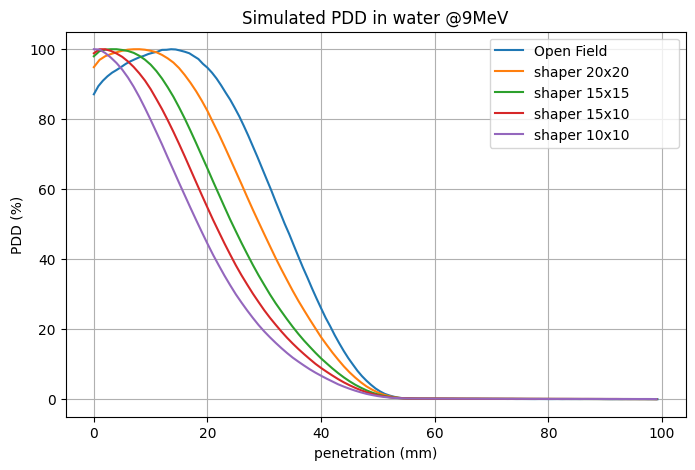 Simulated PDD in water @9MeV
Open Field
shaper 20x20
shaper 15x15
shaper 15x10
shaper 10x10
PDD (%)
100
80
60
40
20
0
0 20 40 60 80 100
penetration (mm)